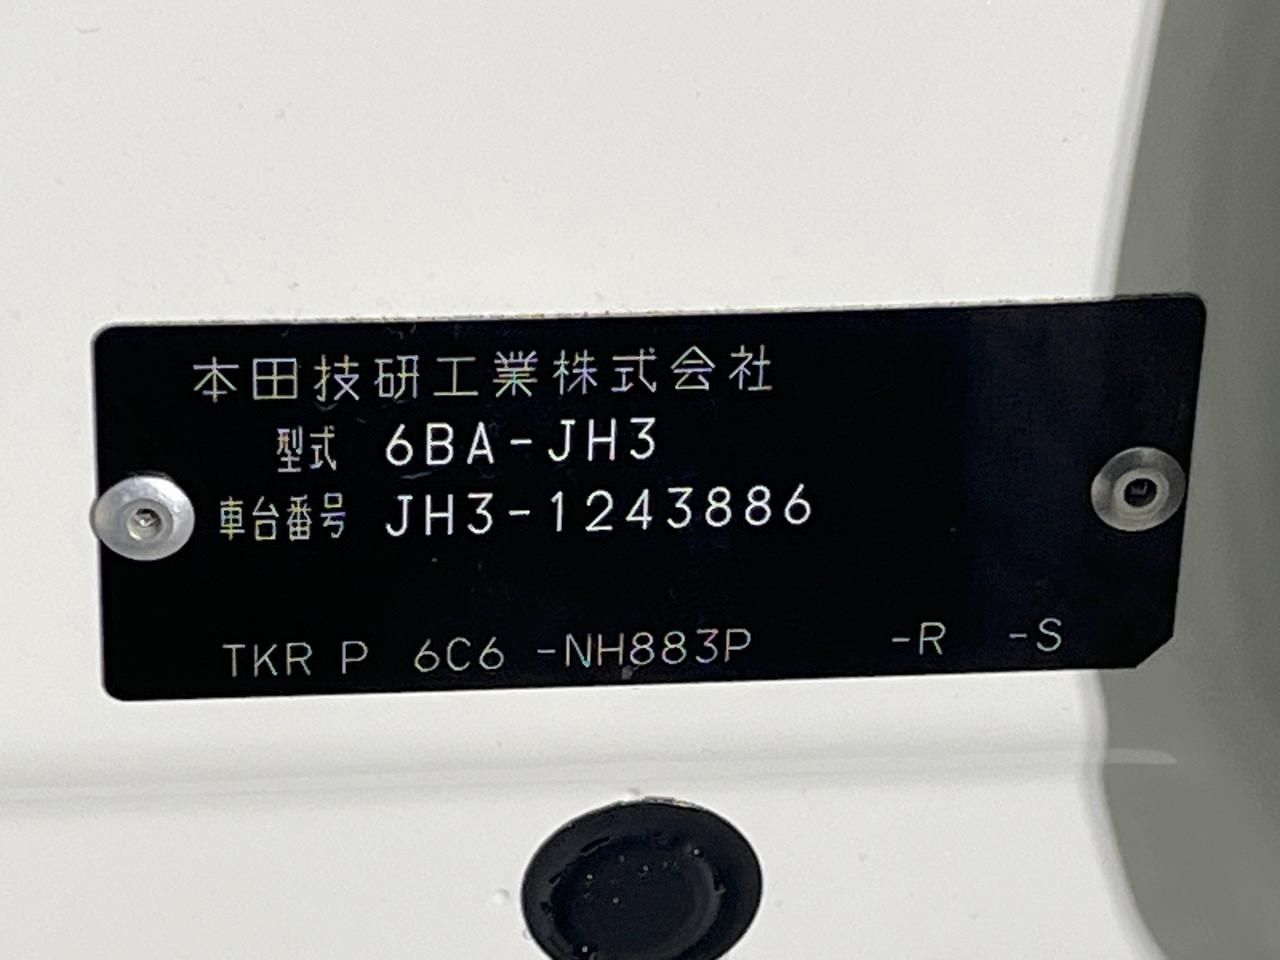 本田技研工業株式会社
型式 6BA-JH3
車台番号 JH3-1243886
TKR P 6C6 -NH883P -R -S